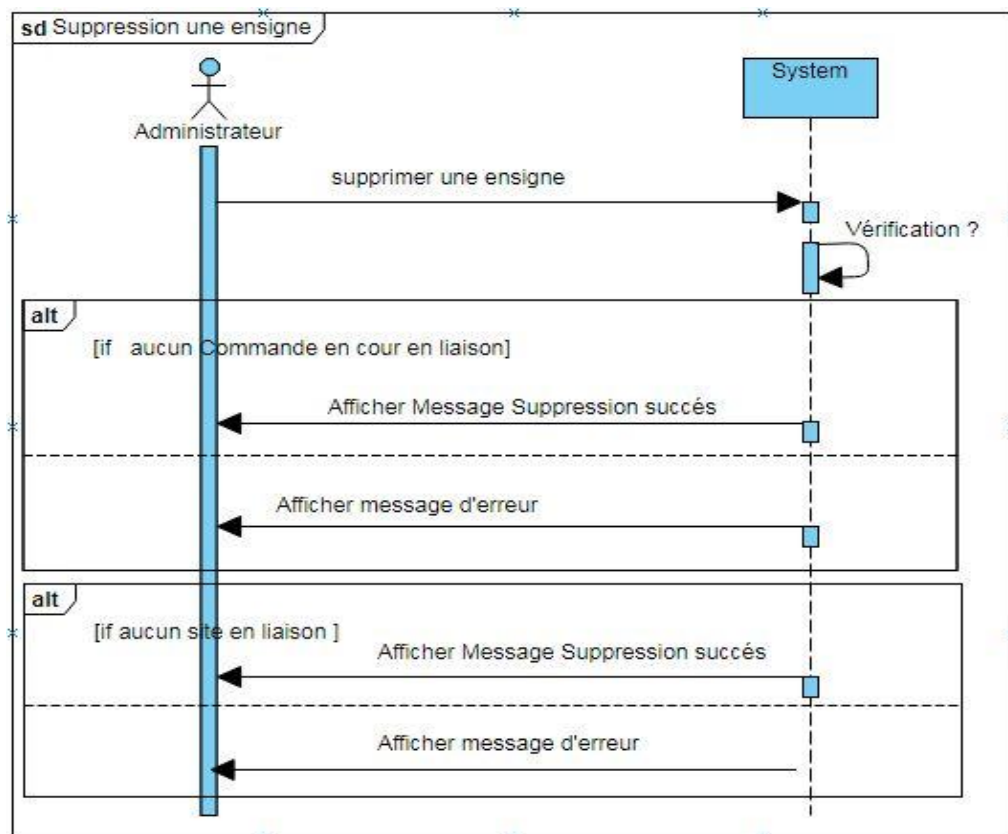 sd Suppression une ensigne
System
Administrateur
supprimer une ensigne
Vérification ?
alt
[if aucun Commande en cour en liaison]
Afficher Message Suppression succés
Afficher message d'erreur
alt
[if aucun site en liaison ]
Afficher Message Suppression succés
Afficher message d'erreur